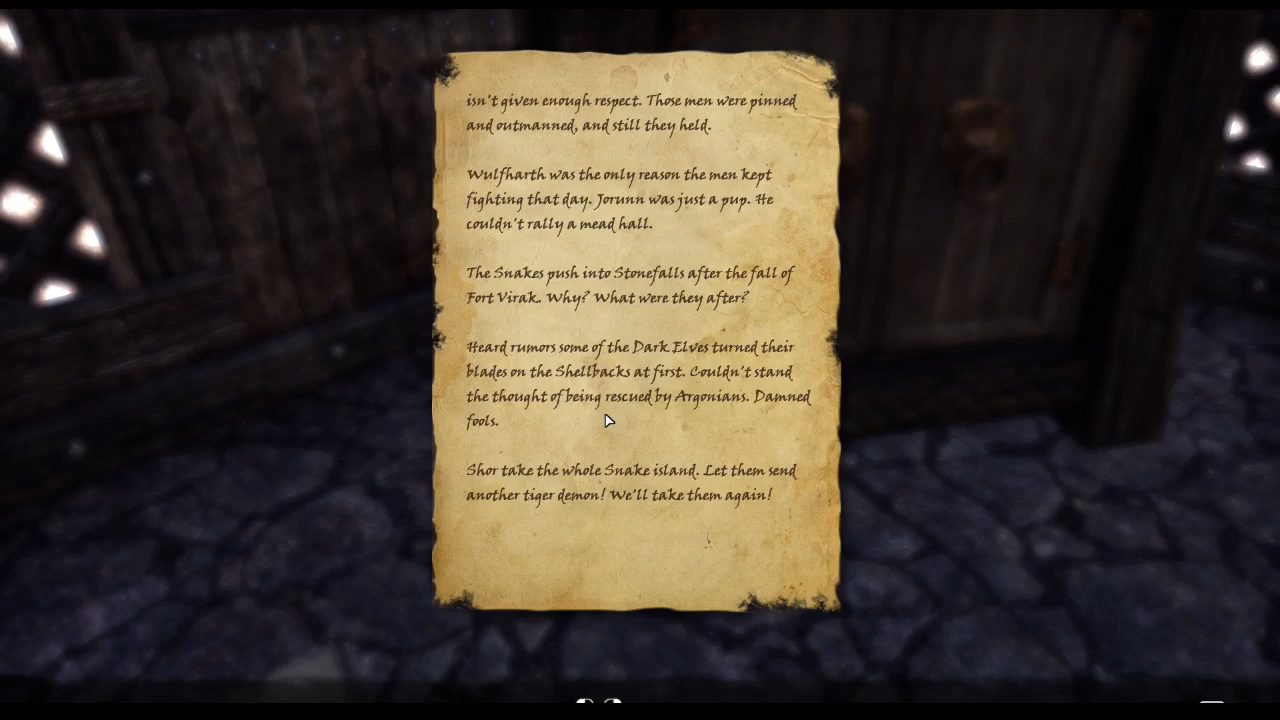 isn't given enough respect. Those men were pinned
and outmanned, and still they held.
Wulfharth was the only reason the men kept
fighting that day. Jorunn was just a pup. He
couldn't rally a mead hall.
The Snakes push into Stonefalls after the fall of
Fort Virak. Why? What were they after?
Heard rumors some of the Dark Elves turned their
blades on the Shellbacks at first. Couldn't stand
the thought of being rescued by Argonians. Damned
fools.
Shor take the whole Snake island. Let them send
another tiger demon! We'll take them again!